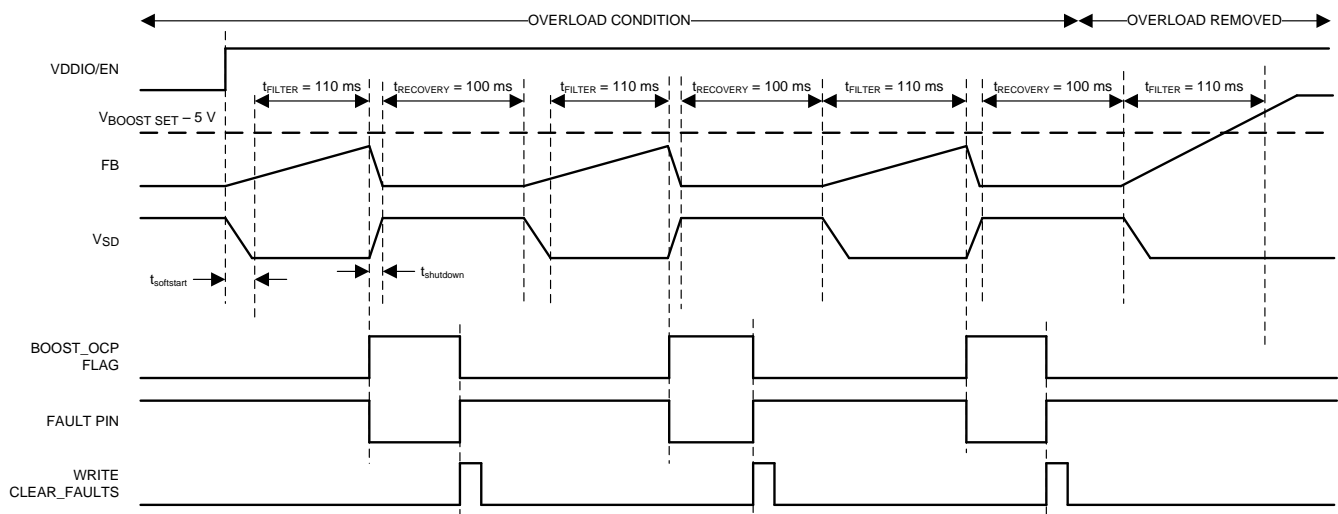 OVERLOAD CONDITION
OVERLOAD REMOVED
VDDIO/EN
tFILTER = 110 ms
tRECOVERY = 100 ms
tFILTER = 110 ms
tRECOVERY = 100 ms
tFILTER = 110 ms
tRECOVERY = 100 ms
tFILTER = 110 ms
VBOOST SET – 5 V
FB
VSD
tsoftstart
tshutdown
BOOST_OCP
FLAG
FAULT PIN
WRITE
CLEAR_FAULTS